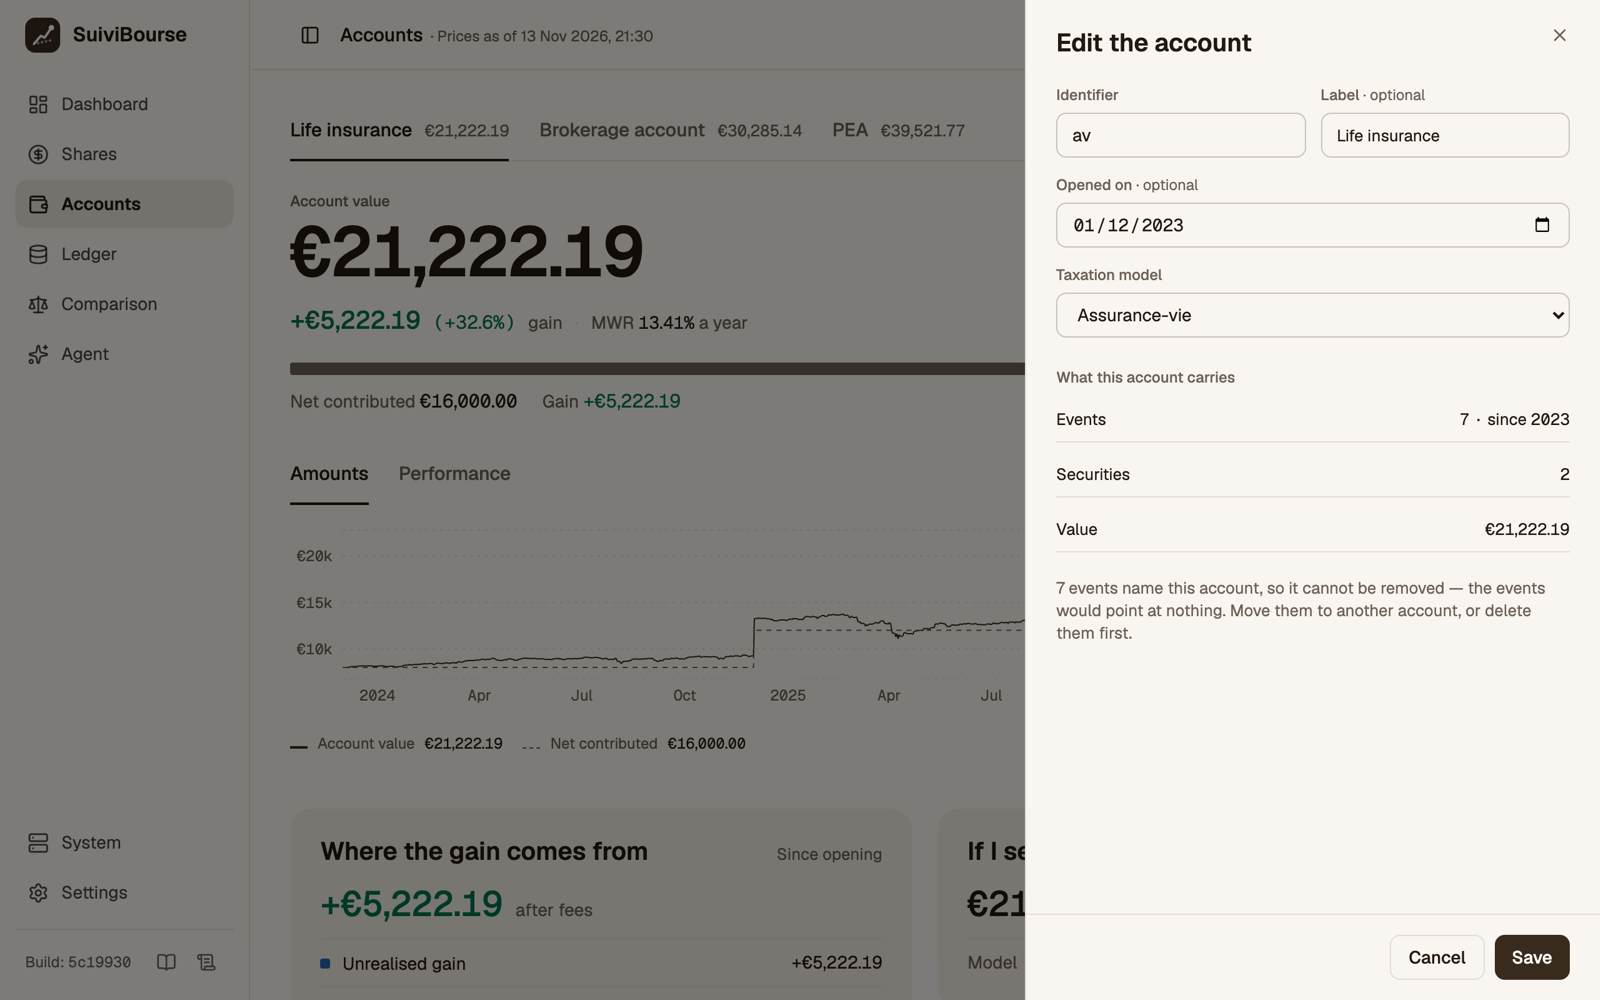 SuiviBourse
Dashboard
Shares
Accounts
Ledger
Comparison
Agent
System
Settings
Build: 5c19930
Accounts · Prices as of 13 Nov 2026, 21:30
Life insurance €21,222.19 Brokerage account €30,285.14 PEA €39,521.77
Account value
€21,222.19
+€5,222.19 (+32.6%) gain · MWR 13.41% a year
Net contributed €16,000.00 Gain +€5,222.19
Amounts Performance
€20k
€15k
€10k
2024 Apr Jul Oct 2025 Apr Jul
Account value €21,222.19 Net contributed €16,000.00
Where the gain comes from Since opening
+€5,222.19 after fees
Unrealised gain +€5,222.19
If I se
€21
Model
Edit the account
Identifier Label · optional
av Life insurance
Opened on · optional
01/12/2023
Taxation model
Assurance-vie
What this account carries
Events 7 · since 2023
Securities 2
Value €21,222.19
7 events name this account, so it cannot be removed — the events
would point at nothing. Move them to another account, or delete
them first.
Cancel Save